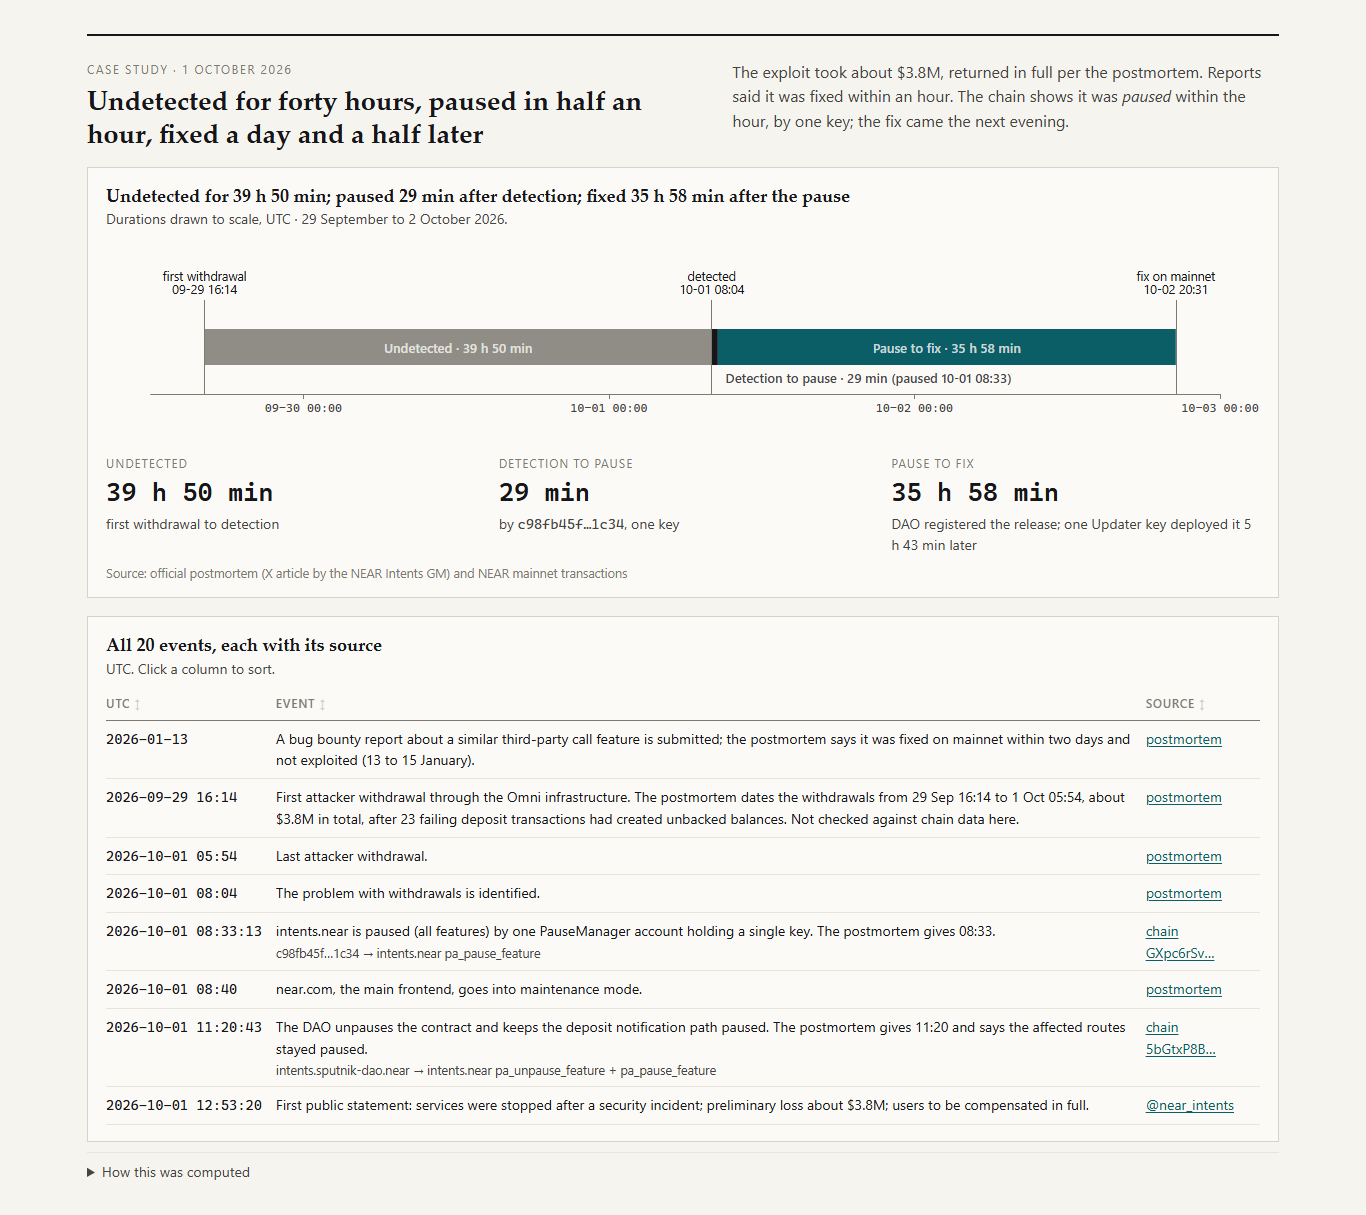 CASE STUDY · 1 OCTOBER 2026
Undetected for forty hours, paused in half an
hour, fixed a day and a half later
The exploit took about $3.8M, returned in full per the postmortem. Reports
said it was fixed within an hour. The chain shows it was paused within the
hour, by one key; the fix came the next evening.
Undetected for 39 h 50 min; paused 29 min after detection; fixed 35 h 58 min after the pause
Durations drawn to scale, UTC · 29 September to 2 October 2026.
first withdrawal
09-29 16:14
detected
10-01 08:04
fix on mainnet
10-02 20:31
Undetected · 39 h 50 min
Pause to fix · 35 h 58 min
Detection to pause · 29 min (paused 10-01 08:33)
09-30 00:00
10-01 00:00
10-02 00:00
10-03 00:00
UNDETECTED
39 h 50 min
first withdrawal to detection
DETECTION TO PAUSE
29 min
by c98fb45f…1c34, one key
PAUSE TO FIX
35 h 58 min
DAO registered the release; one Updater key deployed it 5
h 43 min later
Source: official postmortem (X article by the NEAR Intents GM) and NEAR mainnet transactions
All 20 events, each with its source
UTC. Click a column to sort.
UTC ↕ EVENT ↕ SOURCE ↕
2026-01-13 A bug bounty report about a similar third-party call feature is submitted; the postmortem says it was fixed on mainnet within two days and postmortem
not exploited (13 to 15 January).
2026-09-29 16:14 First attacker withdrawal through the Omni infrastructure. The postmortem dates the withdrawals from 29 Sep 16:14 to 1 Oct 05:54, about postmortem
$3.8M in total, after 23 failing deposit transactions had created unbacked balances. Not checked against chain data here.
2026-10-01 05:54 Last attacker withdrawal. postmortem
2026-10-01 08:04 The problem with withdrawals is identified. postmortem
2026-10-01 08:33:13 intents.near is paused (all features) by one PauseManager account holding a single key. The postmortem gives 08:33. chain
c98fb45f…1c34 → intents.near pa_pause_feature GXpc6rSv…
2026-10-01 08:40 near.com, the main frontend, goes into maintenance mode. postmortem
2026-10-01 11:20:43 The DAO unpauses the contract and keeps the deposit notification path paused. The postmortem gives 11:20 and says the affected routes chain
stayed paused. 5bGtxP8B…
intents.sputnik-dao.near → intents.near pa_unpause_feature + pa_pause_feature
2026-10-01 12:53:20 First public statement: services were stopped after a security incident; preliminary loss about $3.8M; users to be compensated in full. @near_intents
▶ How this was computed